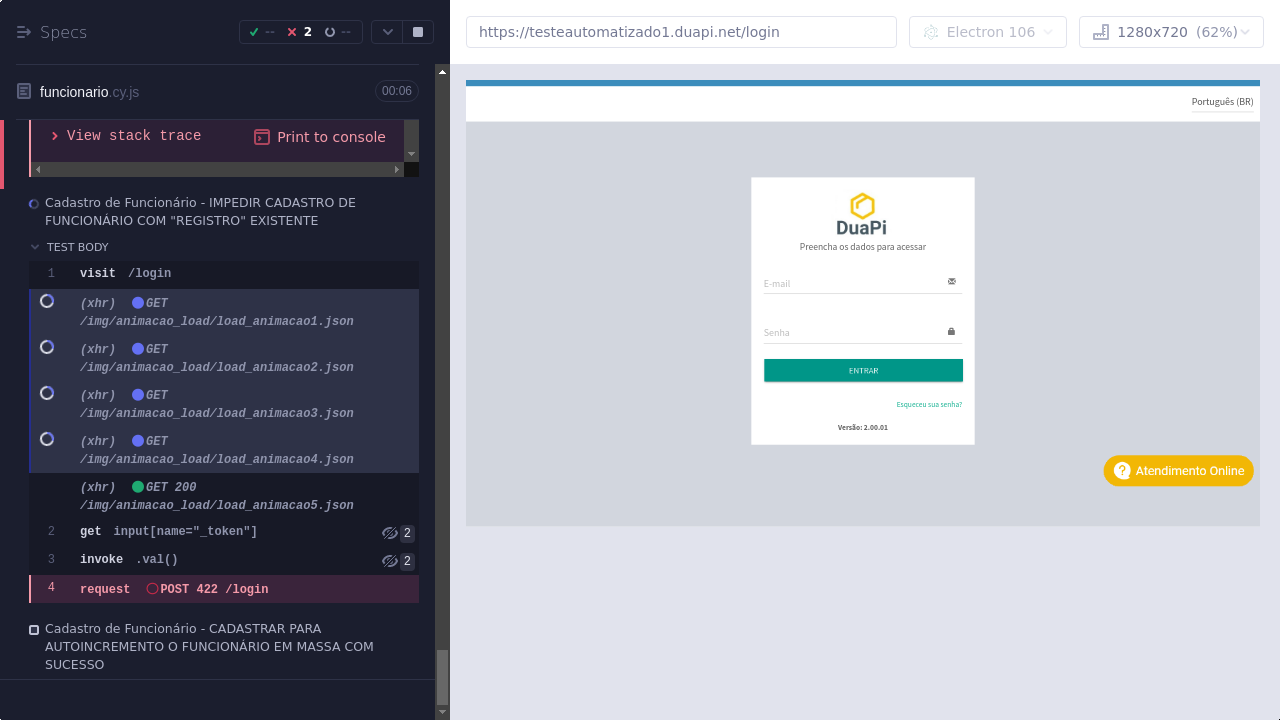 Specs
--
2
--
https://testeautomatizado1.duapi.net/login
Electron 106
1280x720 (62%)
funcionario.cy.js
00:06
View stack trace
Print to console
Cadastro de Funcionário - IMPEDIR CADASTRO DE
FUNCIONÁRIO COM "REGISTRO" EXISTENTE
TEST BODY
1 visit /login
(xhr) GET
/img/animacao_load/load_animacao1.json
(xhr) GET
/img/animacao_load/load_animacao2.json
(xhr) GET
/img/animacao_load/load_animacao3.json
(xhr) GET
/img/animacao_load/load_animacao4.json
(xhr) GET 200
/img/animacao_load/load_animacao5.json
2 get input[name="_token"] 2
3 invoke .val() 2
4 request POST 422 /login
Cadastro de Funcionário - CADASTRAR PARA
AUTOINCREMENTO O FUNCIONÁRIO EM MASSA COM
SUCESSO
Português (BR)
DuaPi
Preencha os dados para acessar
E-mail
Senha
ENTRAR
Esqueceu sua senha?
Versão: 2.00.01
Atendimento Online